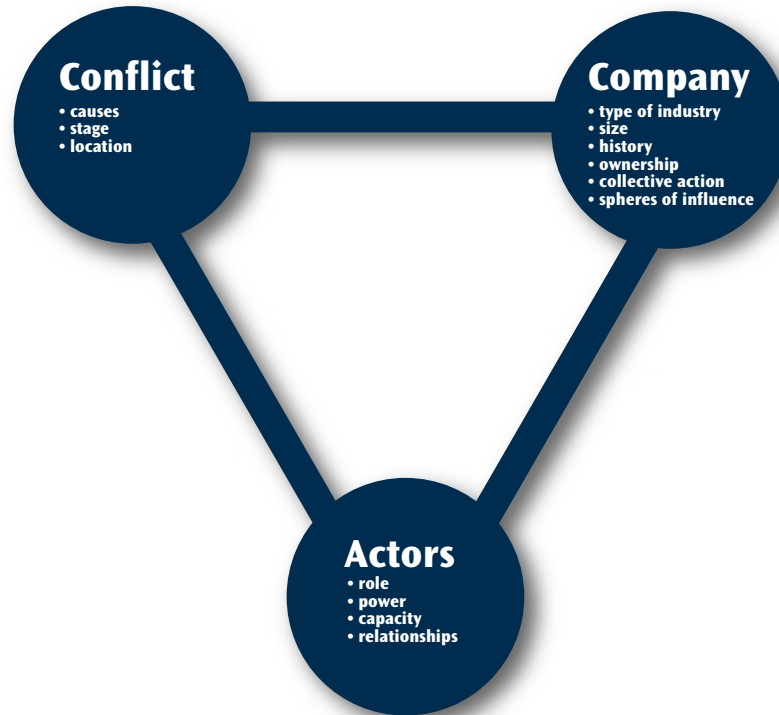 Conflict
• causes
• stage
• location
Company
• type of industry
• size
• history
• ownership
• collective action
• spheres of influence
Actors
• role
• power
• capacity
• relationships